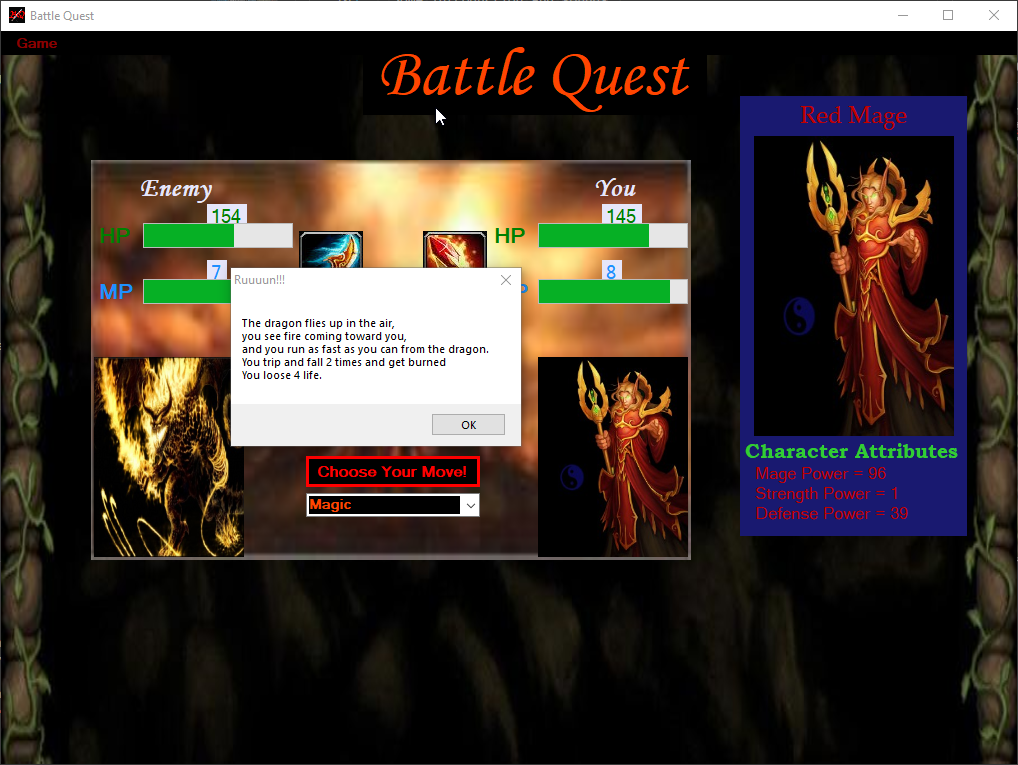 Battle Quest
Game
Battle Quest
Red Mage
Enemy
You
154
145
HP
HP
7
8
MP
P
Ruuuun!!!
The dragon flies up in the air,
you see fire coming toward you,
and you run as fast as you can from the dragon.
You trip and fall 2 times and get burned
You loose 4 life.
OK
Choose Your Move!
Magic
Character Attributes
Mage Power = 96
Strength Power = 1
Defense Power = 39